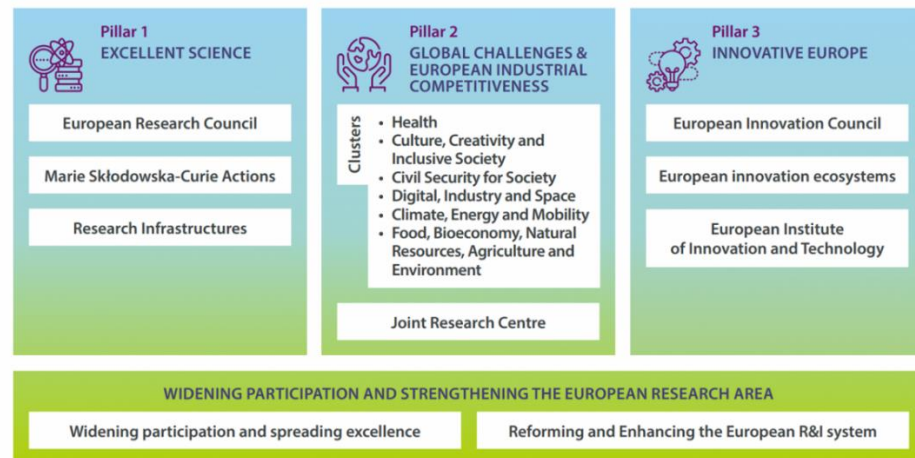 Pillar 1
EXCELLENT SCIENCE
European Research Council
Marie Skłodowska-Curie Actions
Research Infrastructures
Pillar 2
GLOBAL CHALLENGES &
EUROPEAN INDUSTRIAL
COMPETITIVENESS
Clusters
• Health
• Culture, Creativity and
Inclusive Society
• Civil Security for Society
• Digital, Industry and Space
• Climate, Energy and Mobility
• Food, Bioeconomy, Natural
Resources, Agriculture and
Environment
Joint Research Centre
Pillar 3
INNOVATIVE EUROPE
European Innovation Council
European innovation ecosystems
European Institute
of Innovation and Technology
WIDENING PARTICIPATION AND STRENGTHENING THE EUROPEAN RESEARCH AREA
Widening participation and spreading excellence
Reforming and Enhancing the European R&I system